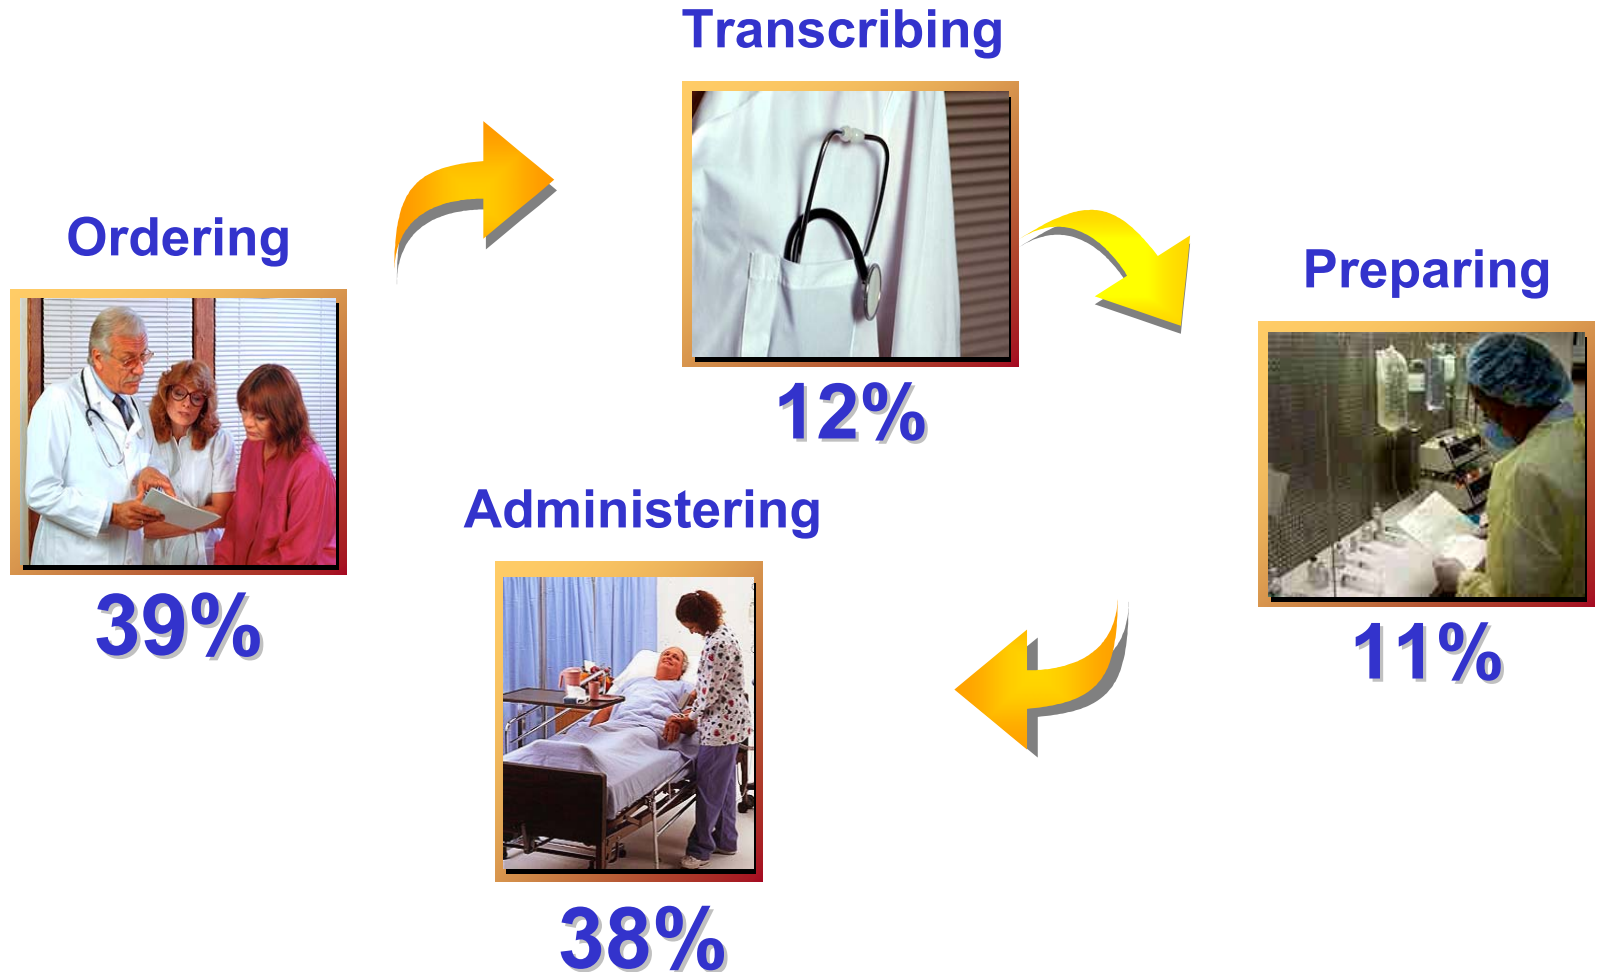 Transcribing
Ordering
Preparing
12%
Administering
39%
11%
38%